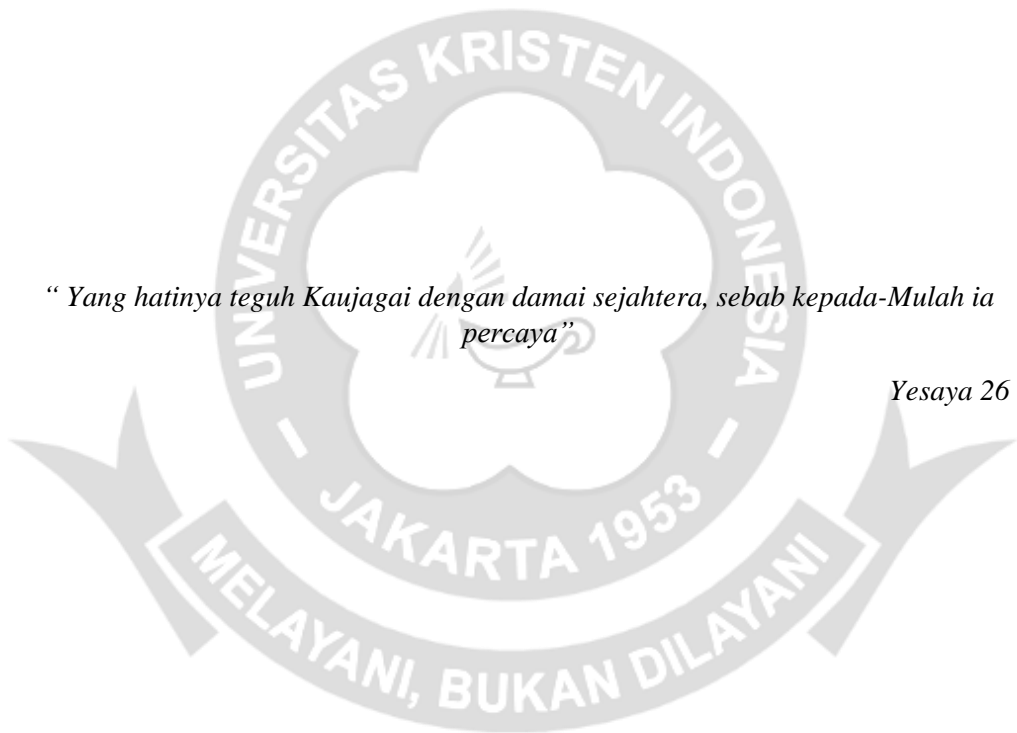 UNIVERSITAS KRISTEN INDONESIA
“ Yang hatinya teguh Kaujagai dengan damai sejahtera, sebab kepada-Mulah ia
percaya”
Yesaya 26
– JAKARTA 1953 –
MELAYANI, BUKAN DILAYANI